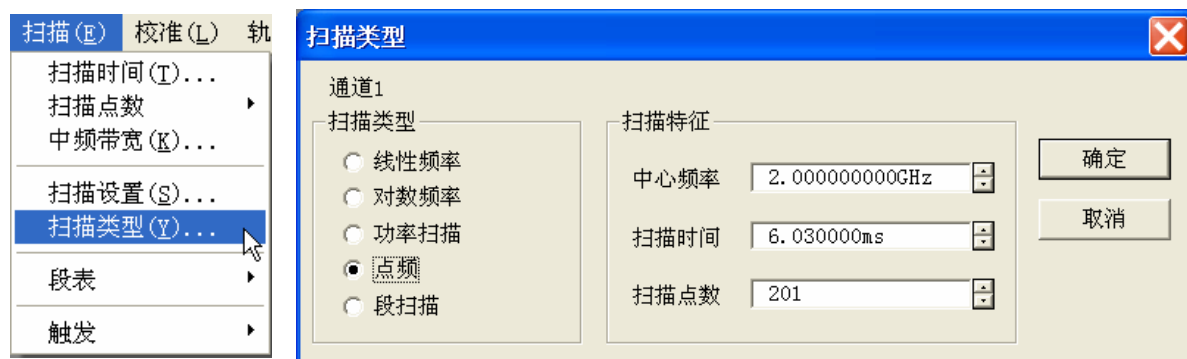 扫描(E) 校准(L) 轨
扫描时间(T)...
扫描点数
中频带宽(K)...
扫描设置(S)...
扫描类型(Y)...
段表
触发
扫描类型
通道1
扫描类型
线性频率
对数频率
功率扫描
点频
段扫描
扫描特征
中心频率 2.000000000GHz
扫描时间 6.030000ms
扫描点数 201
确定
取消